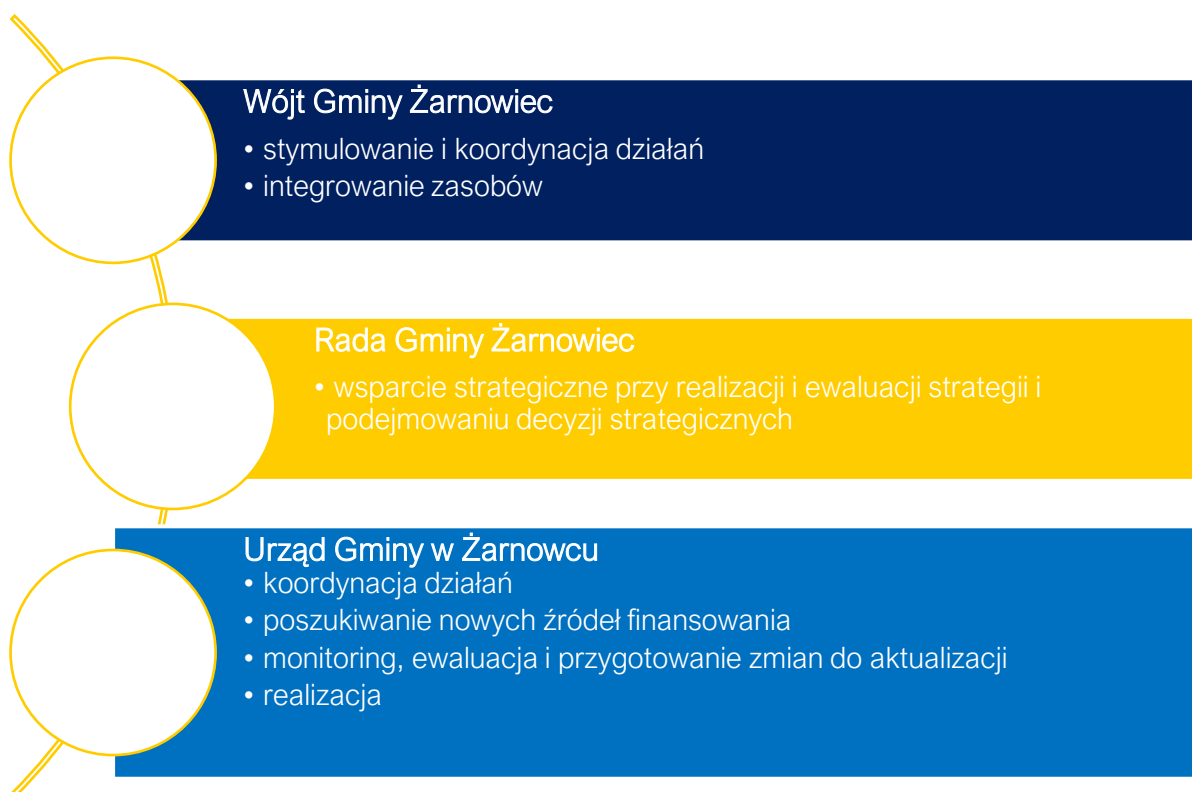 Wójt Gminy Żarnowiec
• stymulowanie i koordynacja działań
• integrowanie zasobów
Rada Gminy Żarnowiec
• wsparcie strategiczne przy realizacji i ewaluacji strategii i
podejmowaniu decyzji strategicznych
Urząd Gminy w Żarnowcu
• koordynacja działań
• poszukiwanie nowych źródeł finansowania
• monitoring, ewaluacja i przygotowanie zmian do aktualizacji
• realizacja